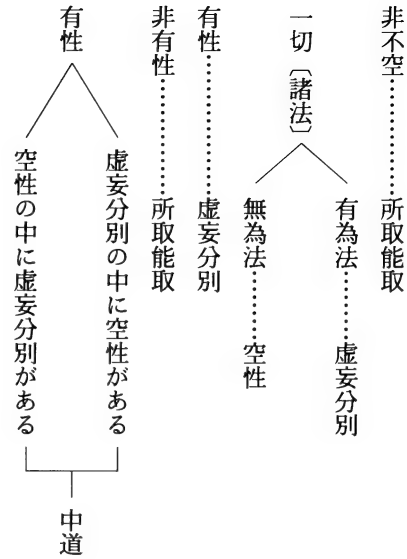 非不空………………所取能取
一切〔諸法〕
有為法………虚妄分別
無為法………空性
有性………………虚妄分別
非有性……………所取能取
有性
虚妄分別の中に空性がある
空性の中に虚妄分別がある
中道